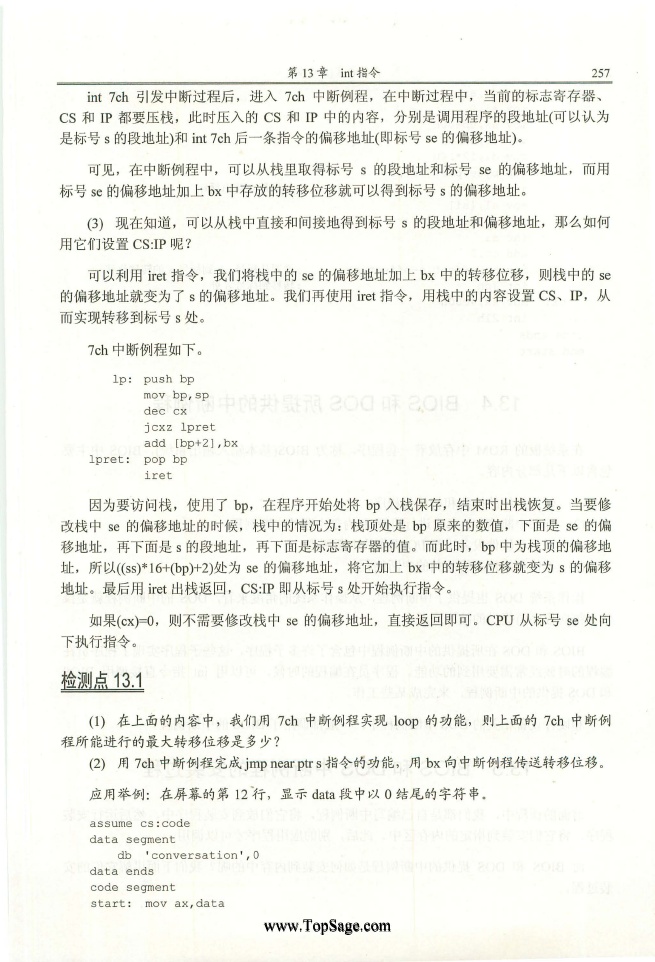 第 13 章 int 指令 257
int 7ch 引发中断过程后，进入 7ch 中断例程，在中断过程中，当前的标志寄存器、
CS 和 IP 都要压栈，此时压入的 CS 和 IP 中的内容，分别是调用程序的段地址(可以认为
是标号 s 的段地址)和 int 7ch 后一条指令的偏移地址(即标号 se 的偏移地址)。
可见，在中断例程中，可以从栈里取得标号 s 的段地址和标号 se 的偏移地址，而用
标号 se 的偏移地址加上 bx 中存放的转移位移就可以得到标号 s 的偏移地址。
(3) 现在知道，可以从栈中直接和间接地得到标号 s 的段地址和偏移地址，那么如何
用它们设置 CS:IP 呢？
可以利用 iret 指令，我们将栈中的 se 的偏移地址加上 bx 中的转移位移，则栈中的 se
的偏移地址就变为了 s 的偏移地址。我们再使用 iret 指令，用栈中的内容设置 CS、IP，从
而实现转移到标号 s 处。
7ch 中断例程如下。
lp: push bp
mov bp,sp
dec cx
jcxz lpret
add [bp+2],bx
lpret: pop bp
iret
因为要访问栈，使用了 bp，在程序开始处将 bp 入栈保存，结束时出栈恢复。当要修
改栈中 se 的偏移地址的时候，栈中的情况为：栈顶处是 bp 原来的数值，下面是 se 的偏
移地址，再下面是 s 的段地址，再下面是标志寄存器的值。而此时，bp 中为栈顶的偏移地
址，所以((ss)*16+(bp)+2)处为 se 的偏移地址，将它加上 bx 中的转移位移就变为 s 的偏移
地址。最后用 iret 出栈返回，CS:IP 即从标号 s 处开始执行指令。
如果(cx)=0，则不需要修改栈中 se 的偏移地址，直接返回即可。CPU 从标号 se 处向
下执行指令。
检测点 13.1
(1) 在上面的内容中，我们用 7ch 中断例程实现 loop 的功能，则上面的 7ch 中断例
程所能进行的最大转移位移是多少？
(2) 用 7ch 中断例程完成 jmp near ptr s 指令的功能，用 bx 向中断例程传送转移位移。
应用举例：在屏幕的第 12 行，显示 data 段中以 0 结尾的字符串。
assume cs:code
data segment
db 'conversation',0
data ends
code segment
start: mov ax,data
www.TopSage.com